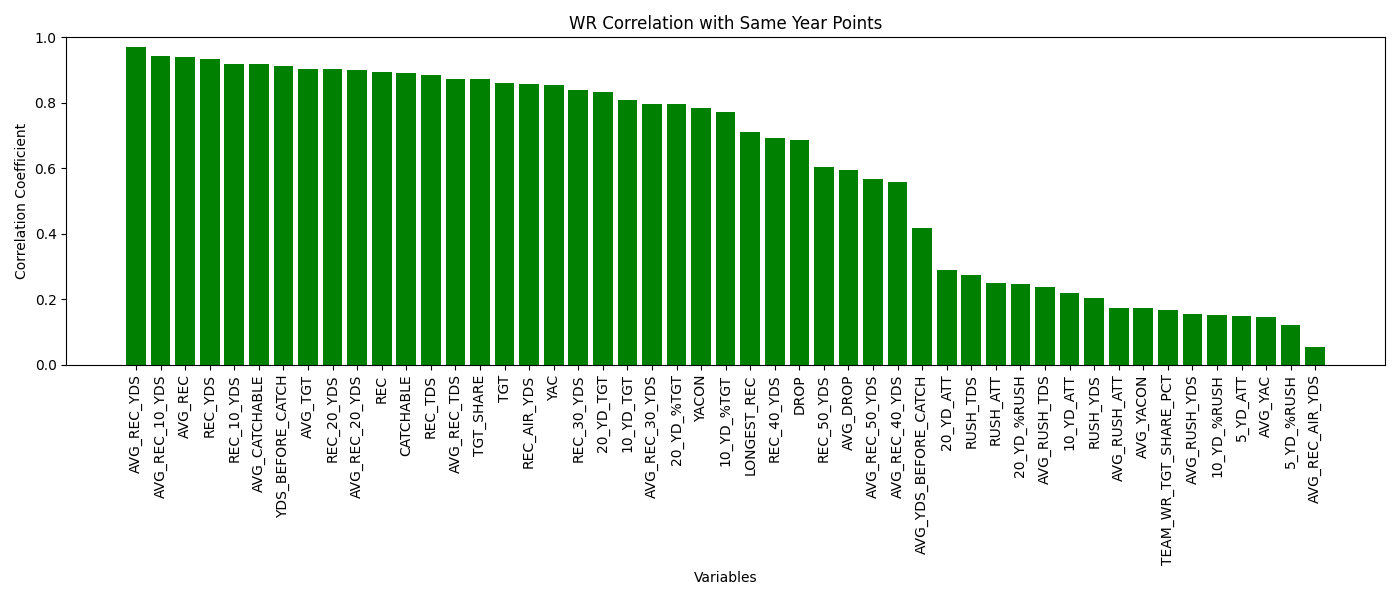 WR Correlation with Same Year Points
Correlation Coefficient
1.0
0.8
0.6
0.4
0.2
0.0
AVG_REC_YDS
AVG_REC_10_YDS
AVG_REC
REC_YDS
REC_10_YDS
AVG_CATCHABLE
YDS_BEFORE_CATCH
AVG_TGT
REC_20_YDS
AVG_REC_20_YDS
REC
CATCHABLE
REC_TDS
AVG_REC_TDS
TGT_SHARE
TGT
REC_AIR_YDS
YAC
REC_30_YDS
20_YD_TGT
10_YD_TGT
AVG_REC_30_YDS
20_YD_%TGT
YACON
10_YD_%TGT
LONGEST_REC
REC_40_YDS
DROP
REC_50_YDS
AVG_DROP
AVG_REC_50_YDS
AVG_REC_40_YDS
AVG_YDS_BEFORE_CATCH
20_YD_ATT
RUSH_TDS
RUSH_ATT
20_YD_%RUSH
AVG_RUSH_TDS
10_YD_ATT
RUSH_YDS
AVG_RUSH_ATT
AVG_YACON
TEAM_WR_TGT_SHARE_PCT
AVG_RUSH_YDS
10_YD_%RUSH
5_YD_ATT
AVG_YAC
5_YD_%RUSH
AVG_REC_AIR_YDS
Variables